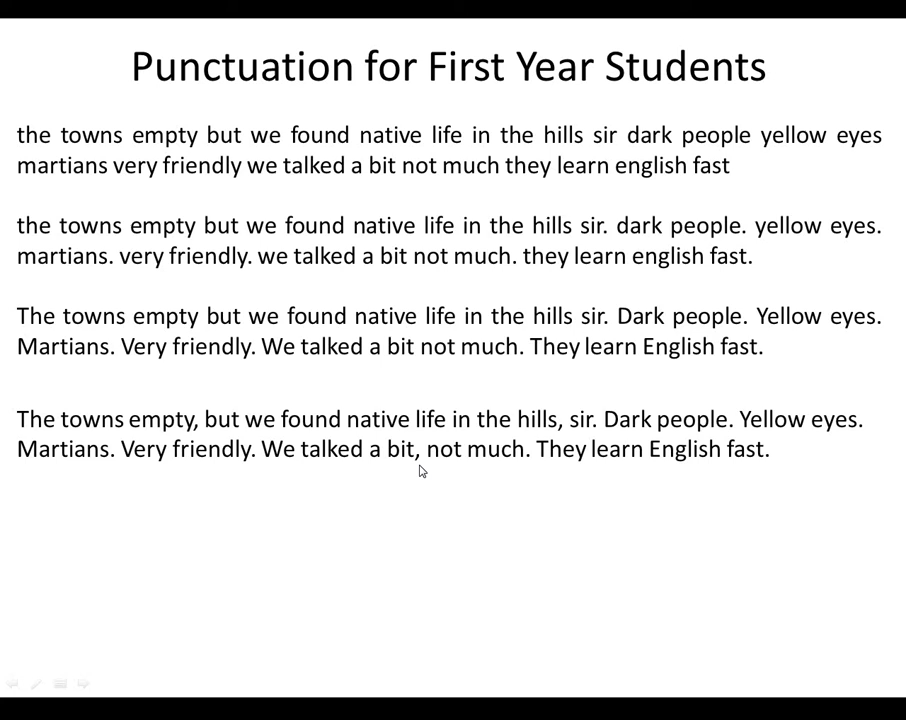 Punctuation for First Year Students
the towns empty but we found native life in the hills sir dark people yellow eyes
martians very friendly we talked a bit not much they learn english fast
the towns empty but we found native life in the hills sir. dark people. yellow eyes.
martians. very friendly. we talked a bit not much. they learn english fast.
The towns empty but we found native life in the hills sir. Dark people. Yellow eyes.
Martians. Very friendly. We talked a bit not much. They learn English fast.
The towns empty, but we found native life in the hills, sir. Dark people. Yellow eyes.
Martians. Very friendly. We talked a bit, not much. They learn English fast.